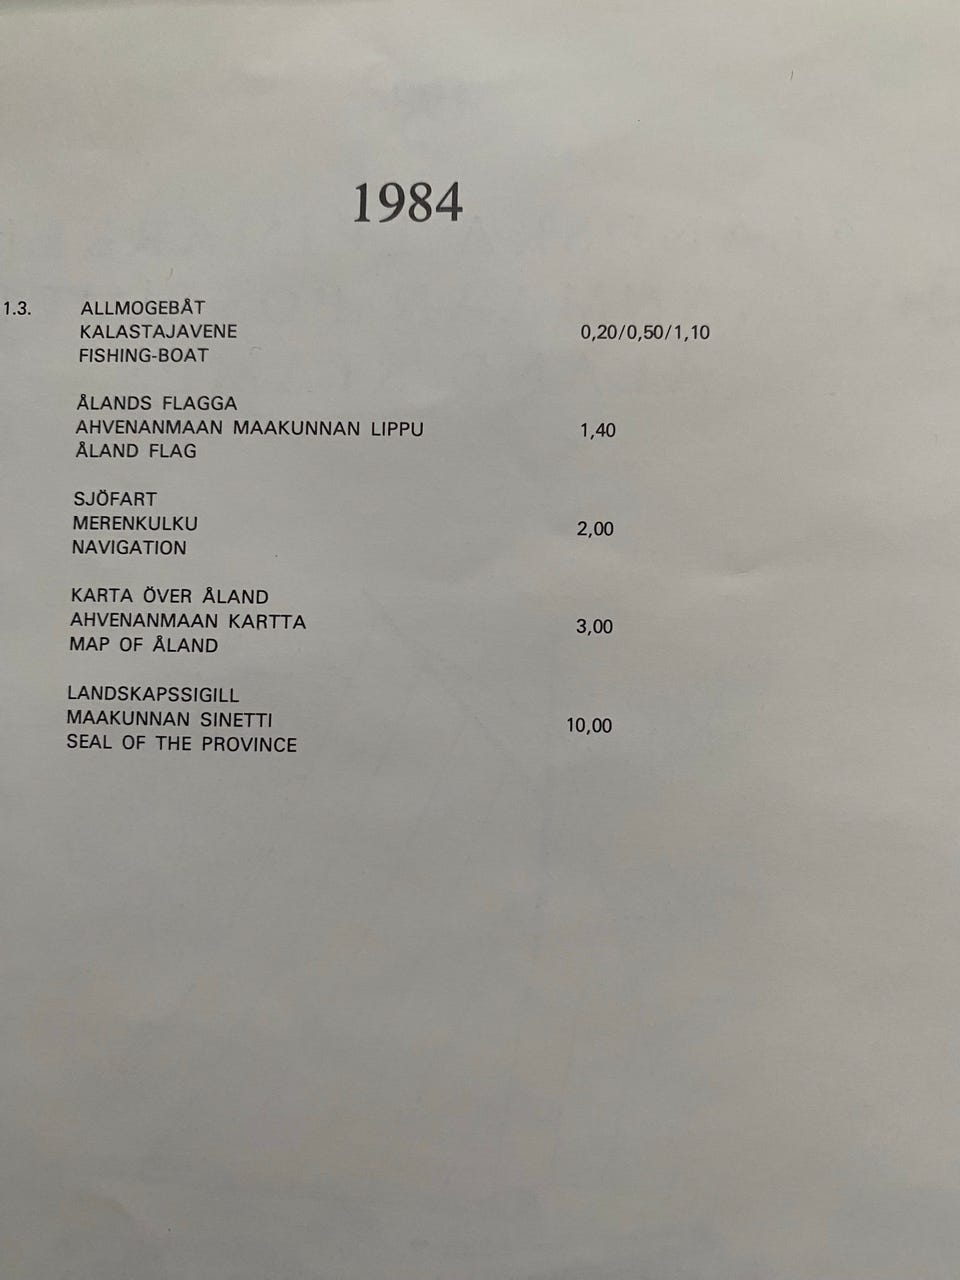 1984
1.3. ALLMOGEBÅT
KALASTAJAVENE 0,20/0,50/1,10
FISHING-BOAT
ÅLANDS FLAGGA
AHVENANMAAN MAAKUNNAN LIPPU 1,40
ÅLAND FLAG
SJÖFART
MERENKULKU 2,00
NAVIGATION
KARTA ÖVER ÅLAND
AHVENANMAAN KARTTA 3,00
MAP OF ÅLAND
LANDSKAPSSIGILL
MAAKUNNAN SINETTI 10,00
SEAL OF THE PROVINCE